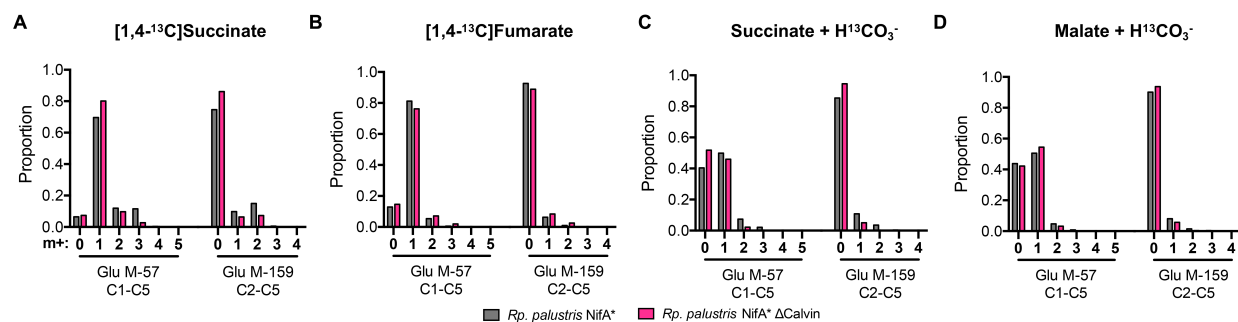 A [1,4-¹³C]Succinate
Proportion
1.0
0.8
0.6
0.4
0.2
0.0
m+: 0 1 2 3 4 5 0 1 2 3 4
Glu M-57 Glu M-159
C1-C5 C2-C5
B [1,4-¹³C]Fumarate
Proportion
1.0
0.8
0.6
0.4
0.2
0.0
0 1 2 3 4 5 0 1 2 3 4
Glu M-57 Glu M-159
C1-C5 C2-C5
C Succinate + H¹³CO₃⁻
Proportion
1.0
0.8
0.6
0.4
0.2
0.0
0 1 2 3 4 5 0 1 2 3 4
Glu M-57 Glu M-159
C1-C5 C2-C5
D Malate + H¹³CO₃⁻
Proportion
1.0
0.8
0.6
0.4
0.2
0.0
0 1 2 3 4 5 0 1 2 3 4
Glu M-57 Glu M-159
C1-C5 C2-C5
Rp. palustris NifA* Rp. palustris NifA* ΔCalvin